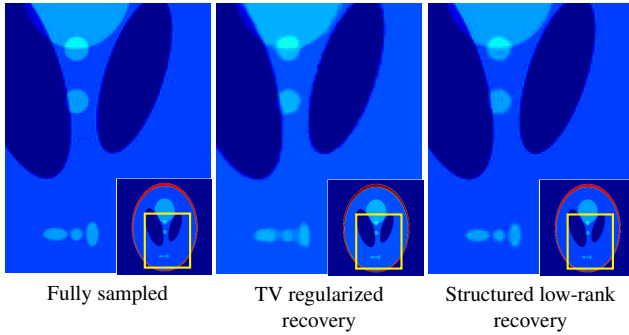 Fully sampled
TV regularized
recovery
Structured low-rank
recovery